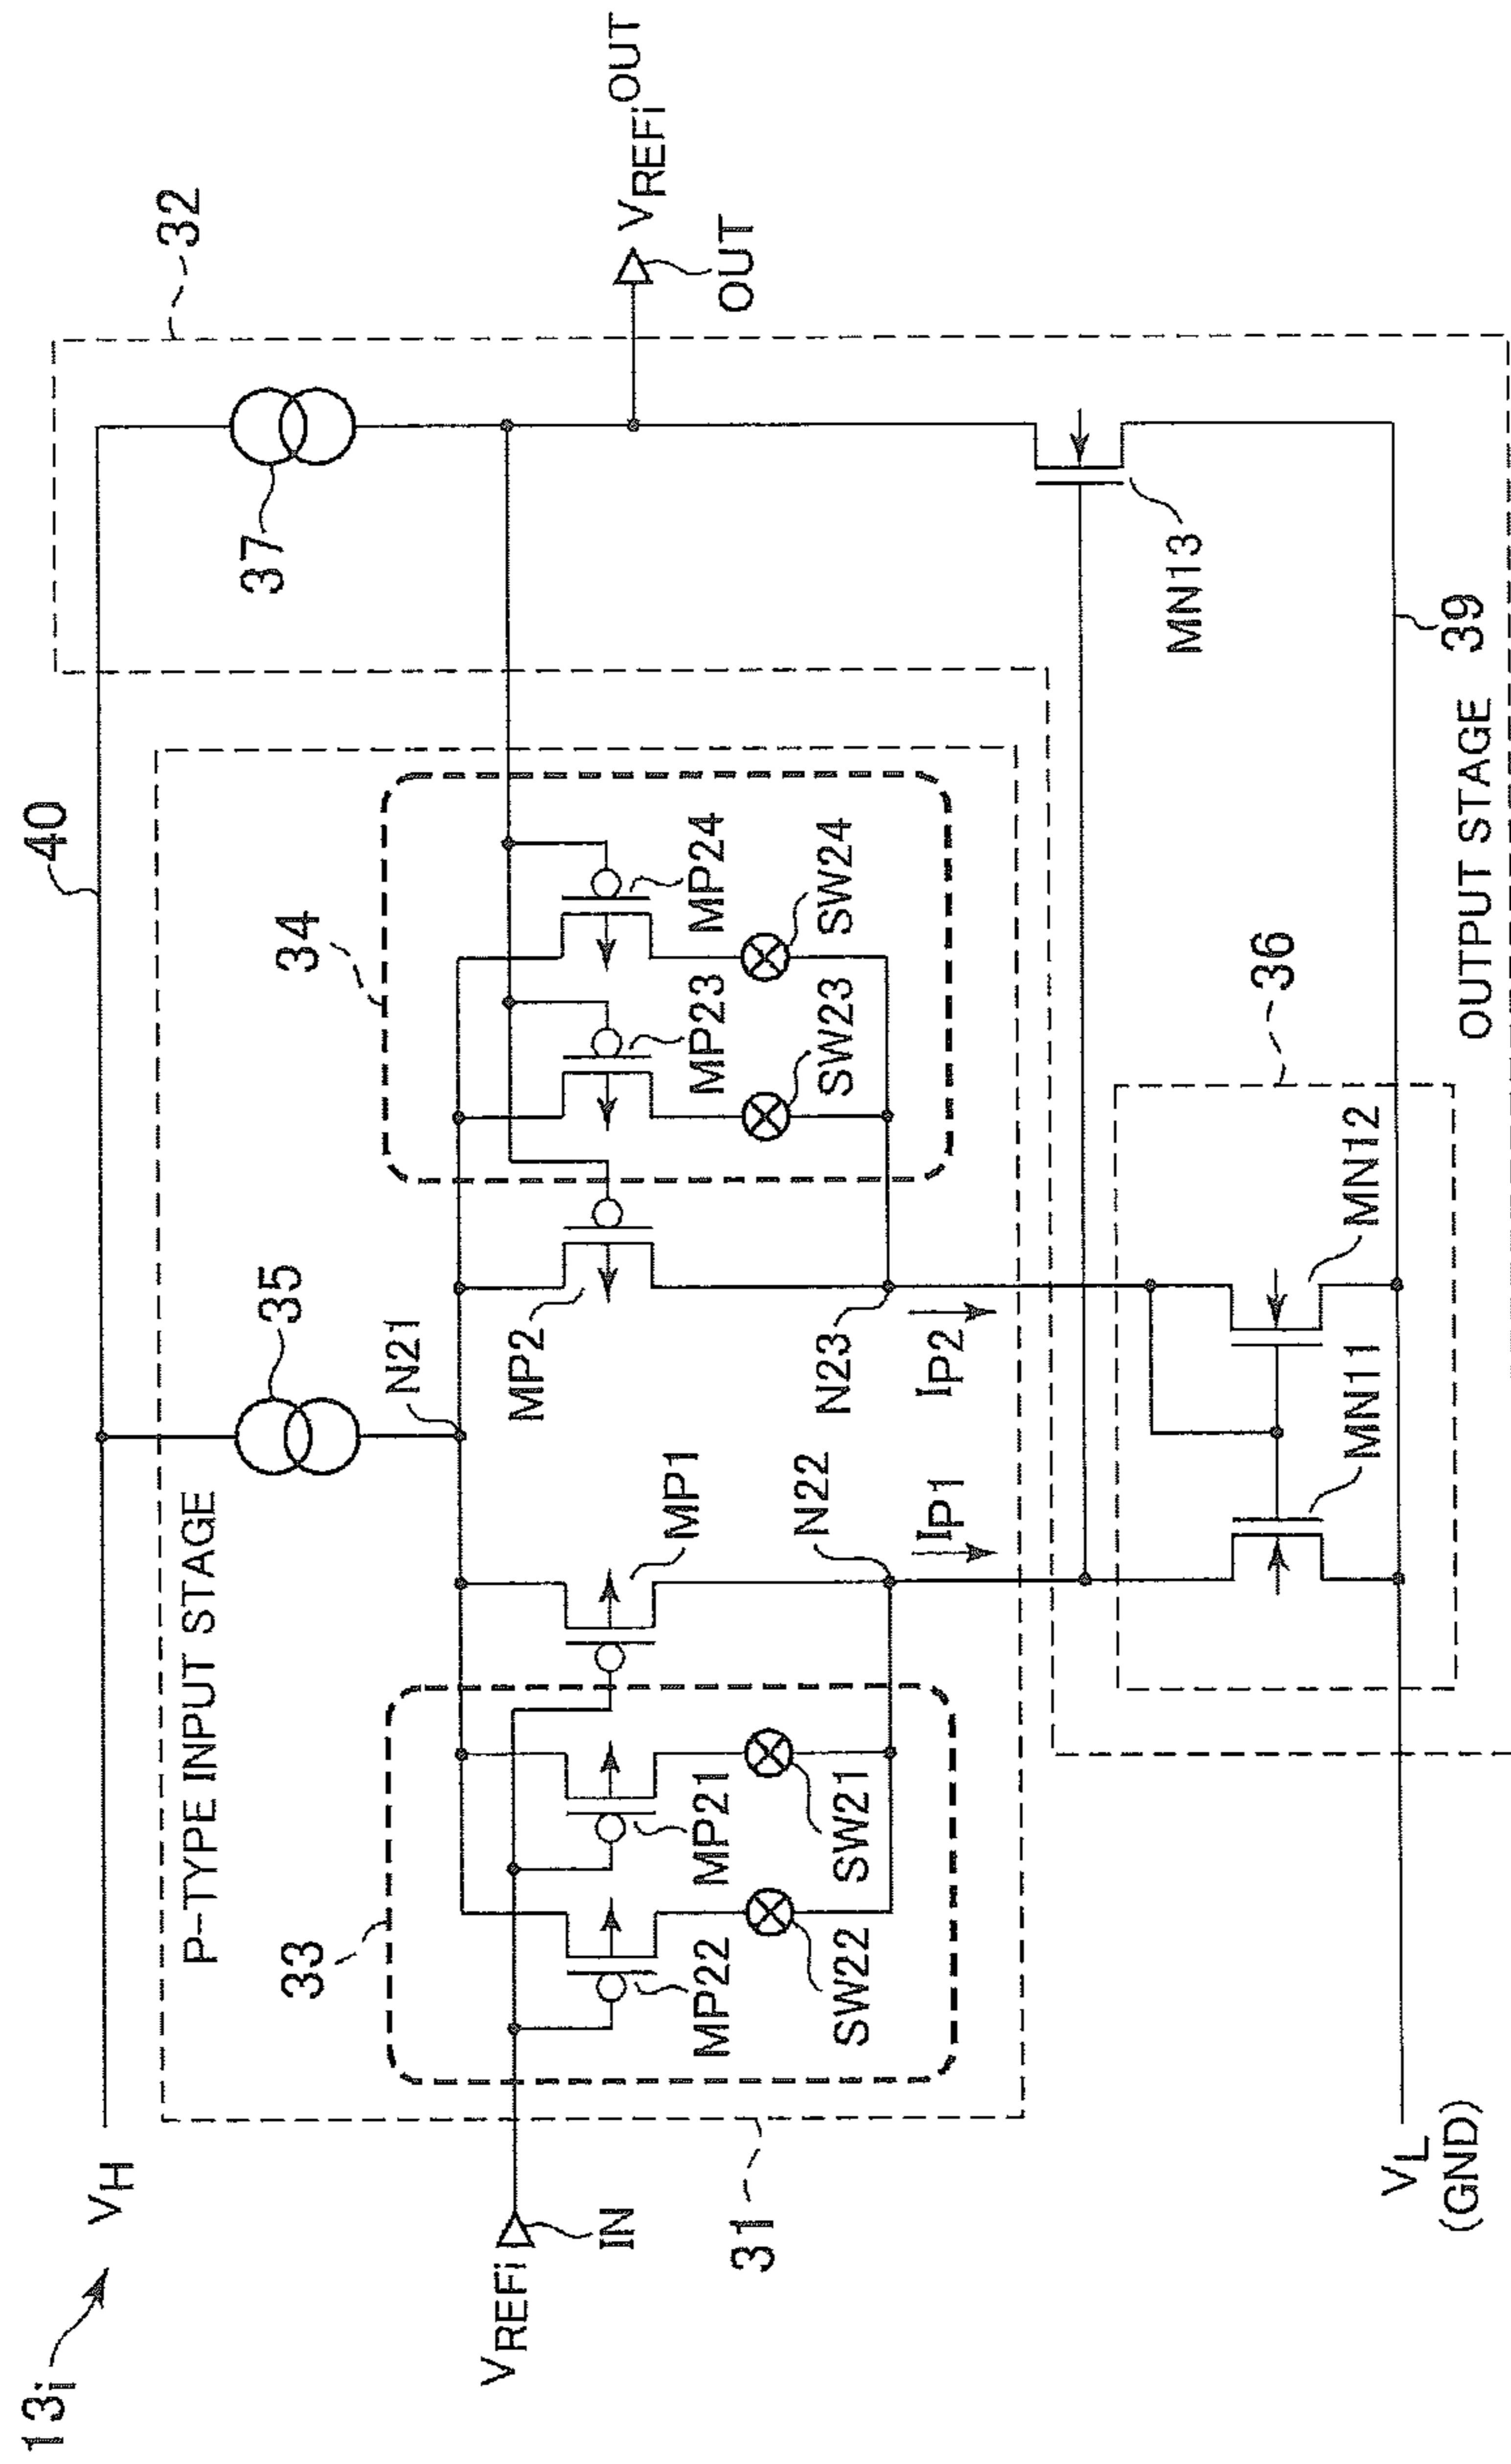 13i
VH
40
P-TYPE INPUT STAGE
35
N21
34
37
32
33
MP22
MP21
MP1
MP2
MP23
MP24
VREFi
IN
SW22
SW21
N22
N23
SW23
SW24
OUT
VREFiOUT
31
IP1
IP2
36
MN11
MN12
MN13
39
VL
(GND)
OUTPUT STAGE